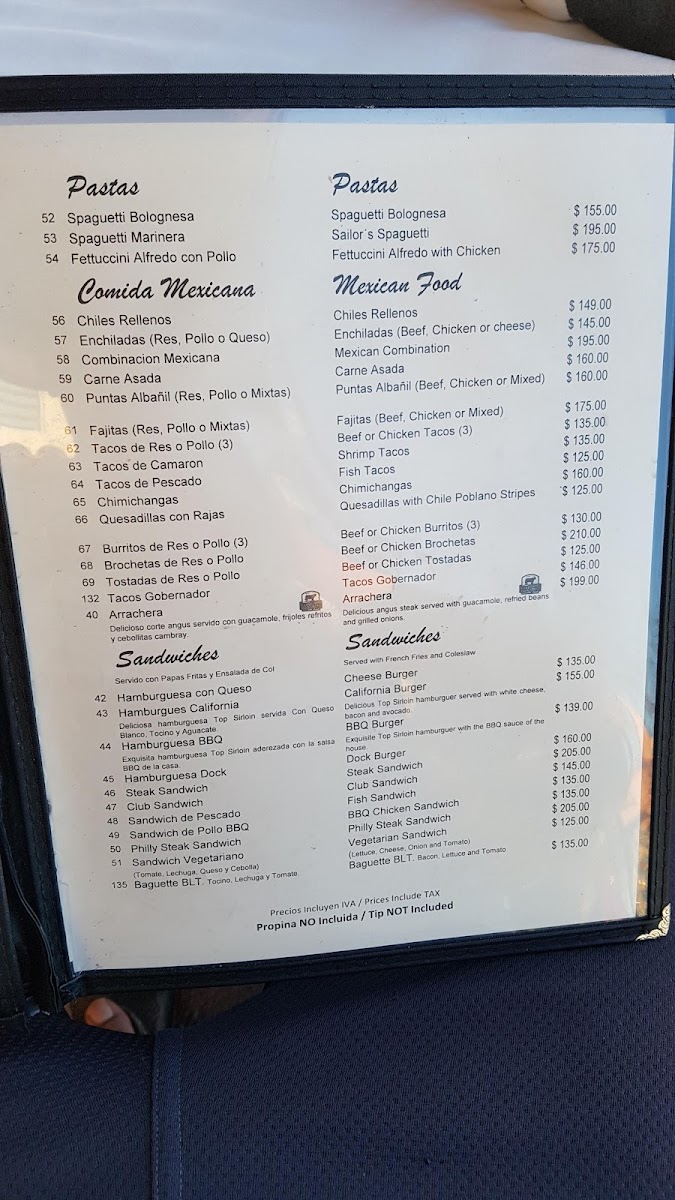 Pastas Pastas
52 Spaguetti Bolognesa Spaguetti Bolognesa $ 155.00
53 Spaguetti Marinera Sailor´s Spaguetti $ 195.00
54 Fettuccini Alfredo con Pollo Fettuccini Alfredo with Chicken $ 175.00
Comida Mexicana Mexican Food
56 Chiles Rellenos Chiles Rellenos $ 149.00
57 Enchiladas (Res, Pollo o Queso) Enchiladas (Beef, Chicken or cheese) $ 145.00
58 Combinacion Mexicana Mexican Combination $ 195.00
59 Carne Asada Carne Asada $ 160.00
60 Puntas Albañil (Res, Pollo o Mixtas) Puntas Albañil (Beef, Chicken or Mixed) $ 160.00
61 Fajitas (Res, Pollo o Mixtas) Fajitas (Beef, Chicken or Mixed) $ 175.00
62 Tacos de Res o Pollo (3) Beef or Chicken Tacos (3) $ 135.00
63 Tacos de Camaron Shrimp Tacos $ 135.00
64 Tacos de Pescado Fish Tacos $ 125.00
65 Chimichangas Chimichangas $ 160.00
66 Quesadillas con Rajas Quesadillas with Chile Poblano Stripes $ 125.00
67 Burritos de Res o Pollo (3) Beef or Chicken Burritos (3) $ 130.00
68 Brochetas de Res o Pollo Beef or Chicken Brochetas $ 210.00
69 Tostadas de Res o Pollo Beef or Chicken Tostadas $ 125.00
132 Tacos Gobernador Tacos Gobernador $ 146.00
40 Arrachera Arrachera $ 199.00
Delicioso corte angus servido con guacamole, frijoles refritos Delicious angus steak served with guacamole, refried beans
y cebollitas cambray. and grilled onions.
Sandwiches Sandwiches
Servido con Papas Fritas y Ensalada de Col Served with French Fries and Coleslaw
42 Hamburguesa con Queso Cheese Burger $ 135.00
43 Hamburgues California California Burger $ 155.00
Deliciosa hamburguesa Top Sirloin servida Con Queso Delicious Top Sirloin hamburguer served with white cheese,
Blanco, Tocino y Aguacate. bacon and avocado.
44 Hamburguesa BBQ BBQ Burger $ 139.00
Exquisita hamburguesa Top Sirloin aderezada con la salsa Exquisite Top Sirloin hamburguer with the BBQ sauce of the
BBQ de la casa. house.
45 Hamburguesa Dock Dock Burger $ 160.00
46 Steak Sandwich Steak Sandwich $ 205.00
47 Club Sandwich Club Sandwich $ 145.00
48 Sandwich de Pescado Fish Sandwich $ 135.00
49 Sandwich de Pollo BBQ BBQ Chicken Sandwich $ 135.00
50 Philly Steak Sandwich Philly Steak Sandwich $ 205.00
51 Sandwich Vegetariano Vegetarian Sandwich $ 125.00
(Tomate, Lechuga, Queso y Cebolla) (Lettuce, Cheese, Onion and Tomato)
135 Baguette BLT. Tocino, Lechuga y Tomate Baguette BLT. Bacon, Lettuce and Tomato $ 135.00
Precios Incluyen IVA / Prices Include TAX
Propina NO Incluida / Tip NOT Included